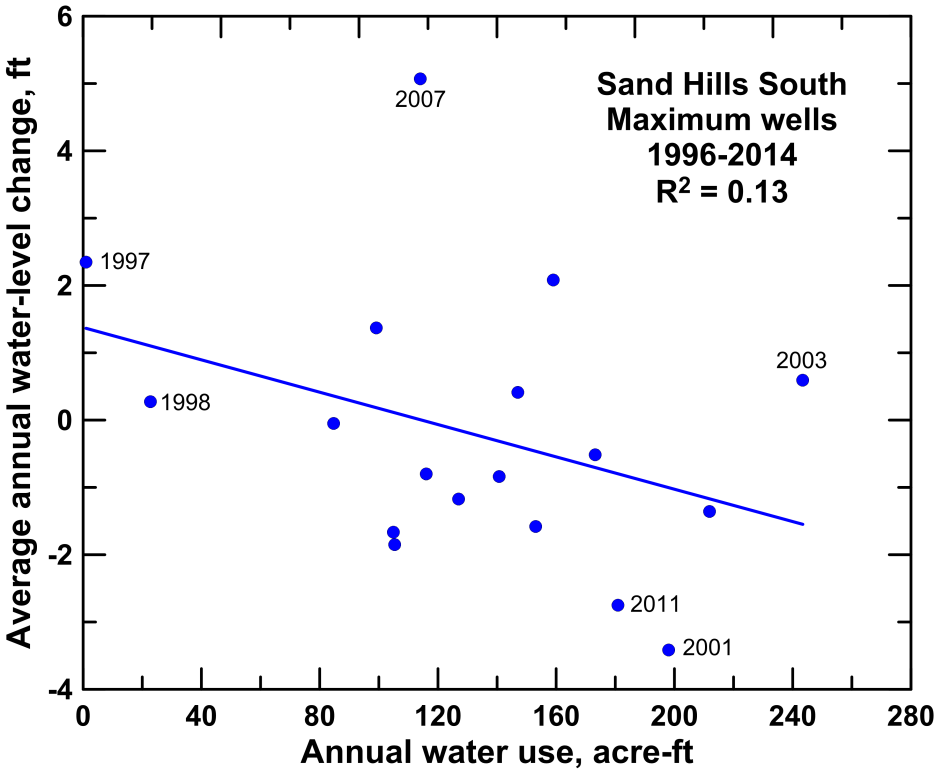 6
4
2
0
-2
-4
Average annual water-level change, ft
Sand Hills South
Maximum wells
1996-2014
R² = 0.13
2007
1997
1998
2003
2011
2001
0 40 80 120 160 200 240 280
Annual water use, acre-ft